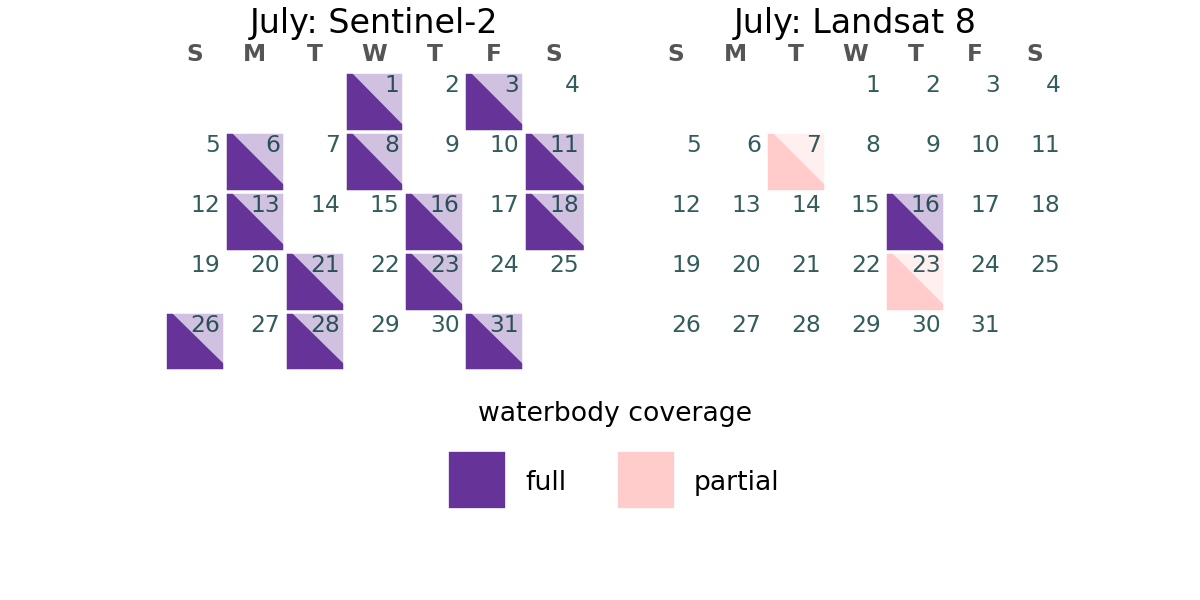 July: Sentinel-2
S M T W T F S
1 2 3 4
5 6 7 8 9 10 11
12 13 14 15 16 17 18
19 20 21 22 23 24 25
26 27 28 29 30 31
July: Landsat 8
S M T W T F S
1 2 3 4
5 6 7 8 9 10 11
12 13 14 15 16 17 18
19 20 21 22 23 24 25
26 27 28 29 30 31
waterbody coverage
full
partial